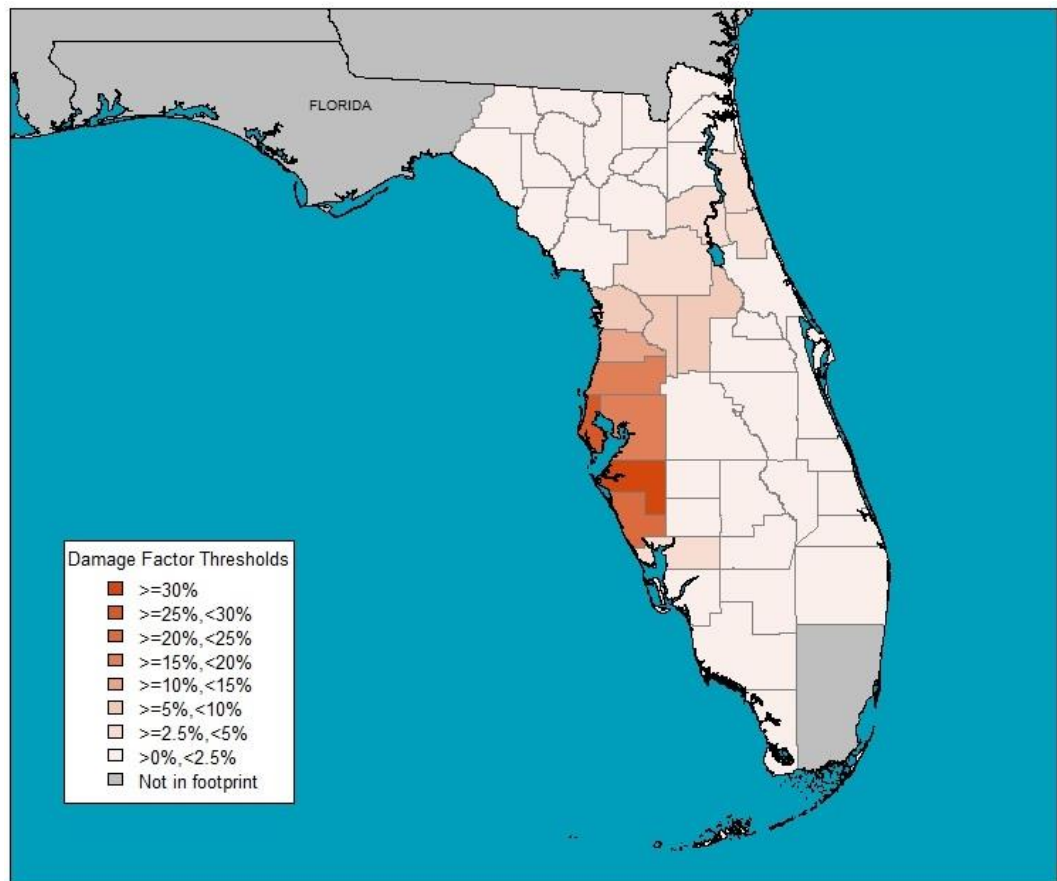 FLORIDA
Damage Factor Thresholds
>=30%
>=25%,<30%
>=20%,<25%
>=15%,<20%
>=10%,<15%
>=5%,<10%
>=2.5%,<5%
>0%,<2.5%
Not in footprint